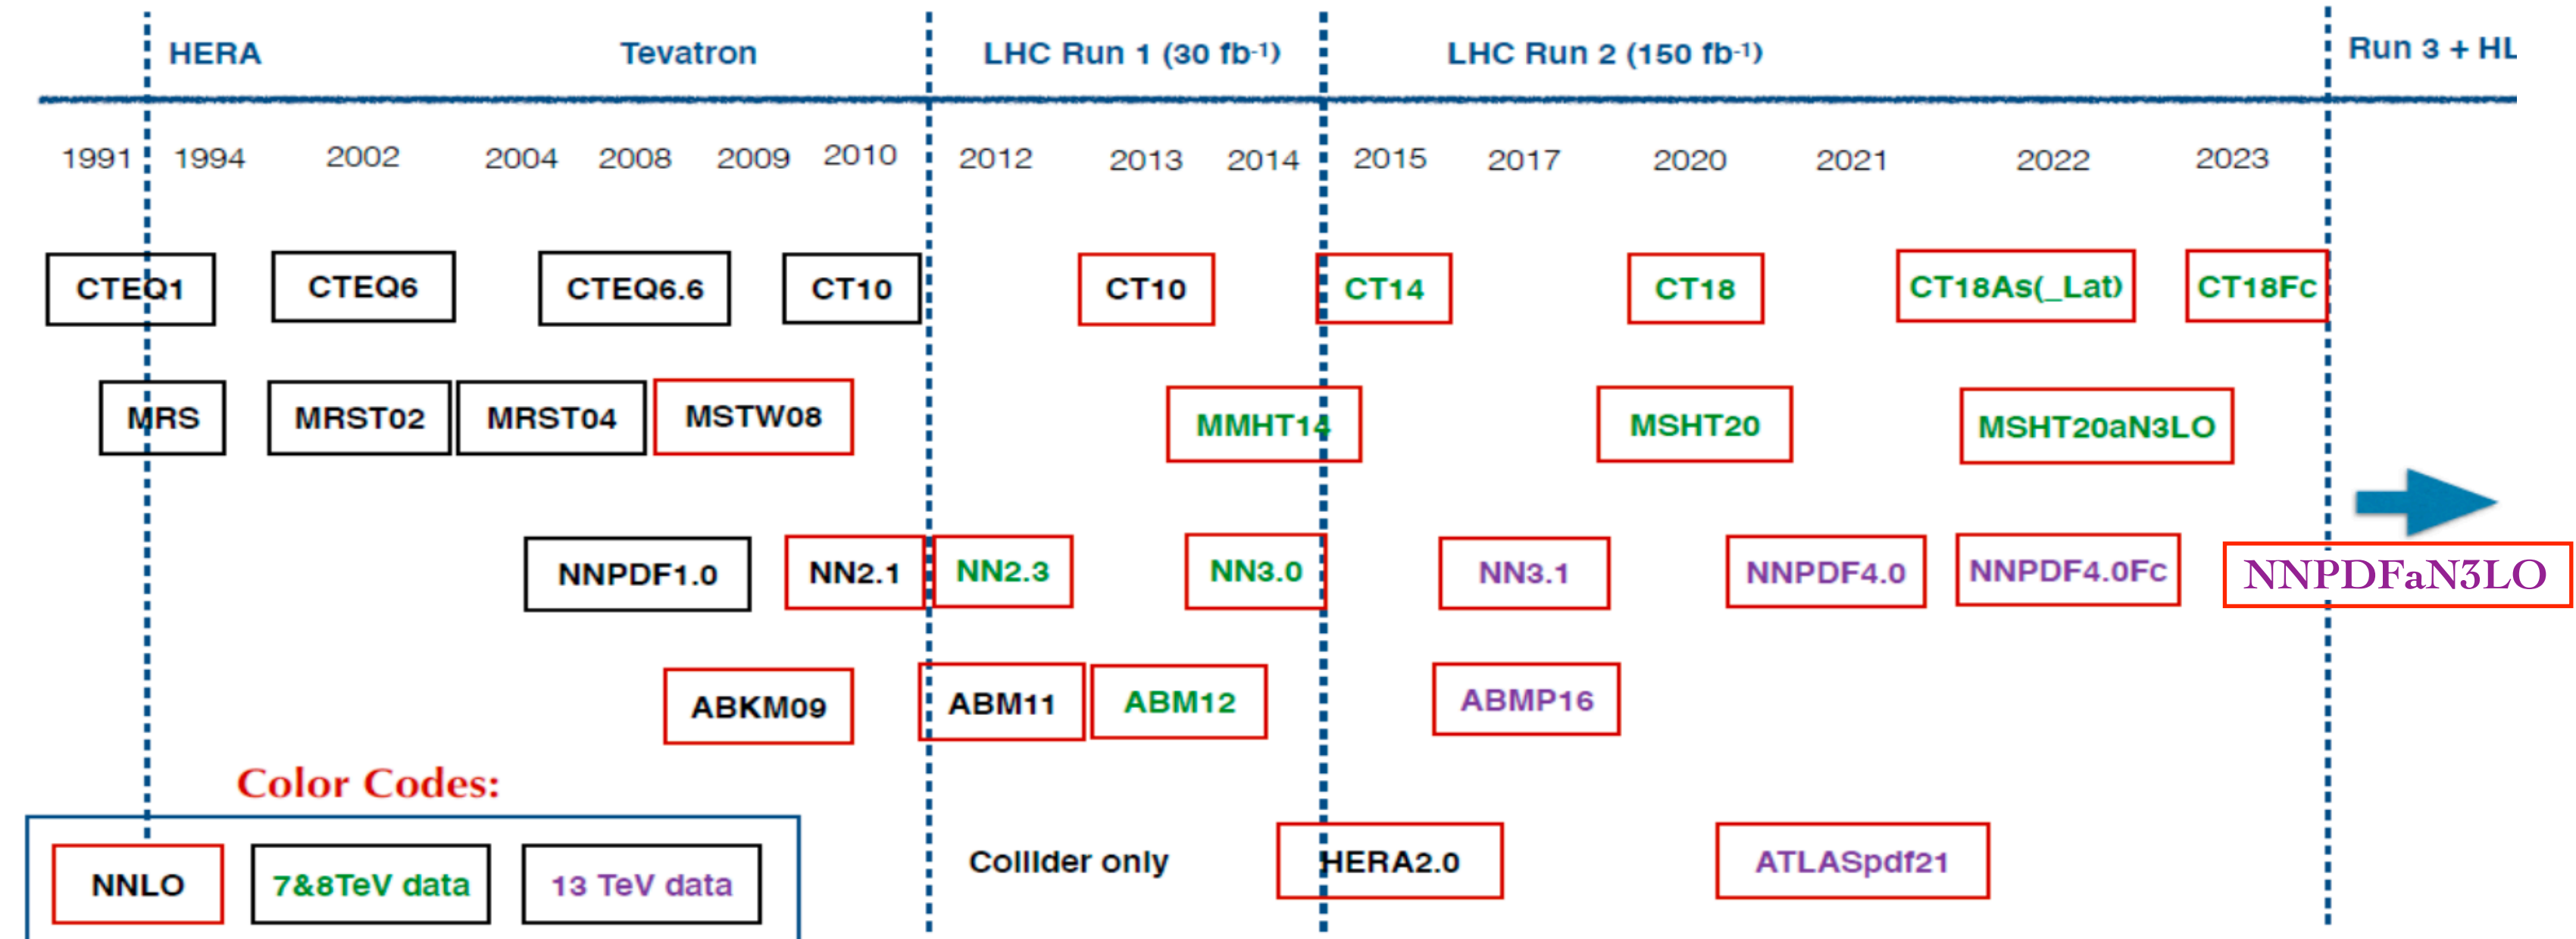 HERA Tevatron LHC Run 1 (30 fb-1) LHC Run 2 (150 fb-1) Run 3 + HL
1991 1994 2002 2004 2008 2009 2010 2012 2013 2014 2015 2017 2020 2021 2022 2023
CTEQ1 CTEQ6 CTEQ6.6 CT10 CT10 CT14 CT18 CT18As(_Lat) CT18Fc
MRS MRST02 MRST04 MSTW08 MMHT14 MSHT20 MSHT20aN3LO
NNPDF1.0 NN2.1 NN2.3 NN3.0 NN3.1 NNPDF4.0 NNPDF4.0Fc NNPDFaN3LO
ABKM09 ABM11 ABM12 ABMP16
Color Codes:
NNLO 7&8TeV data 13 TeV data Collider only HERA2.0 ATLASpdf21